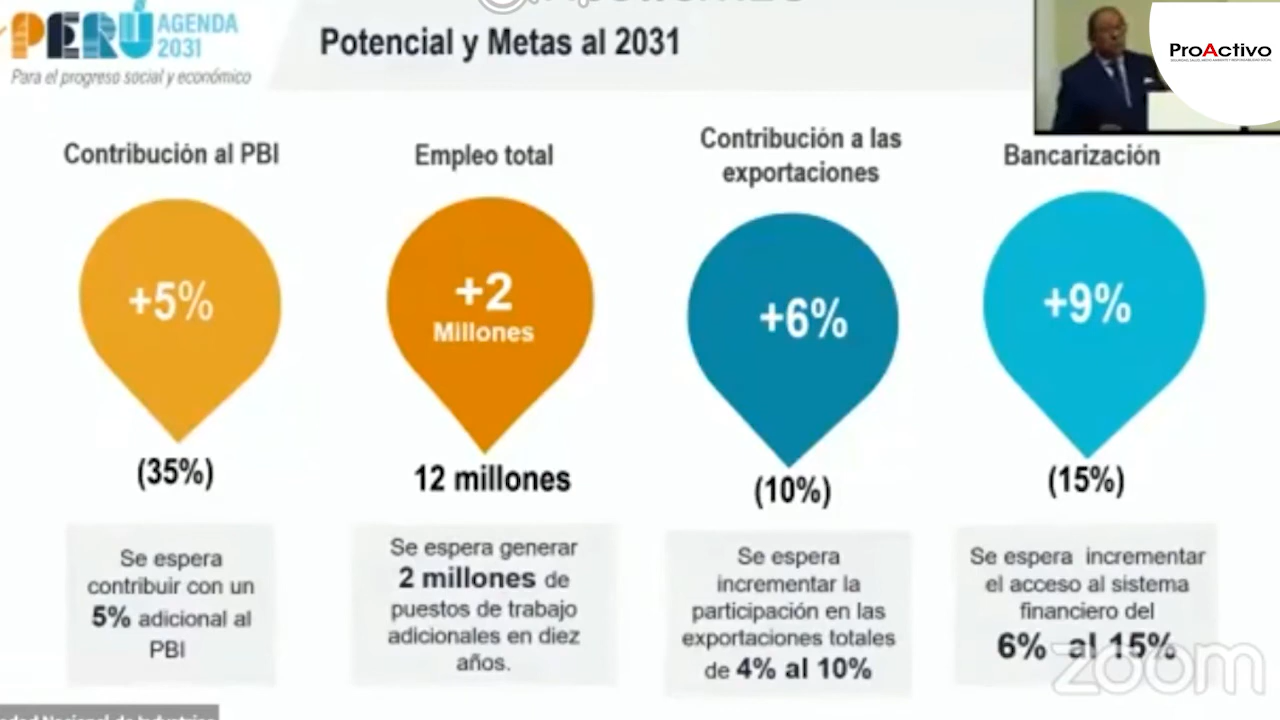 PERÚ AGENDA
2031
Para el progreso social y económico
Potencial y Metas al 2031
ProActivo
Contribución al PBI
+5%
(35%)
Se espera
contribuir con un
5% adicional al
PBI
Empleo total
+2
Millones
12 millones
Se espera generar
2 millones de
puestos de trabajo
adicionales en diez
años.
Contribución a las
exportaciones
+6%
(10%)
Se espera
incrementar la
participación en las
exportaciones totales
de 4% al 10%
Bancarización
+9%
(15%)
Se espera incrementar
el acceso al sistema
financiero del
6% al 15%
zoom